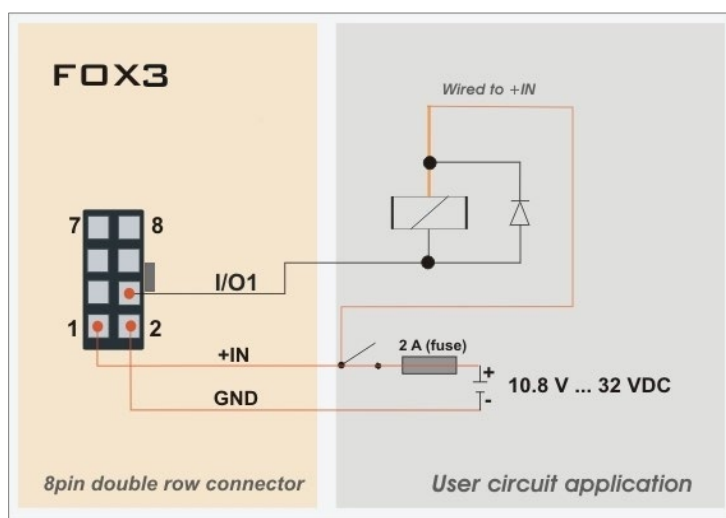 FOX3
Wired to +IN
7 8
I/O1
1 2
2 A (fuse)
+IN
+
10.8 V ... 32 VDC
-
GND
8pin double row connector
User circuit application